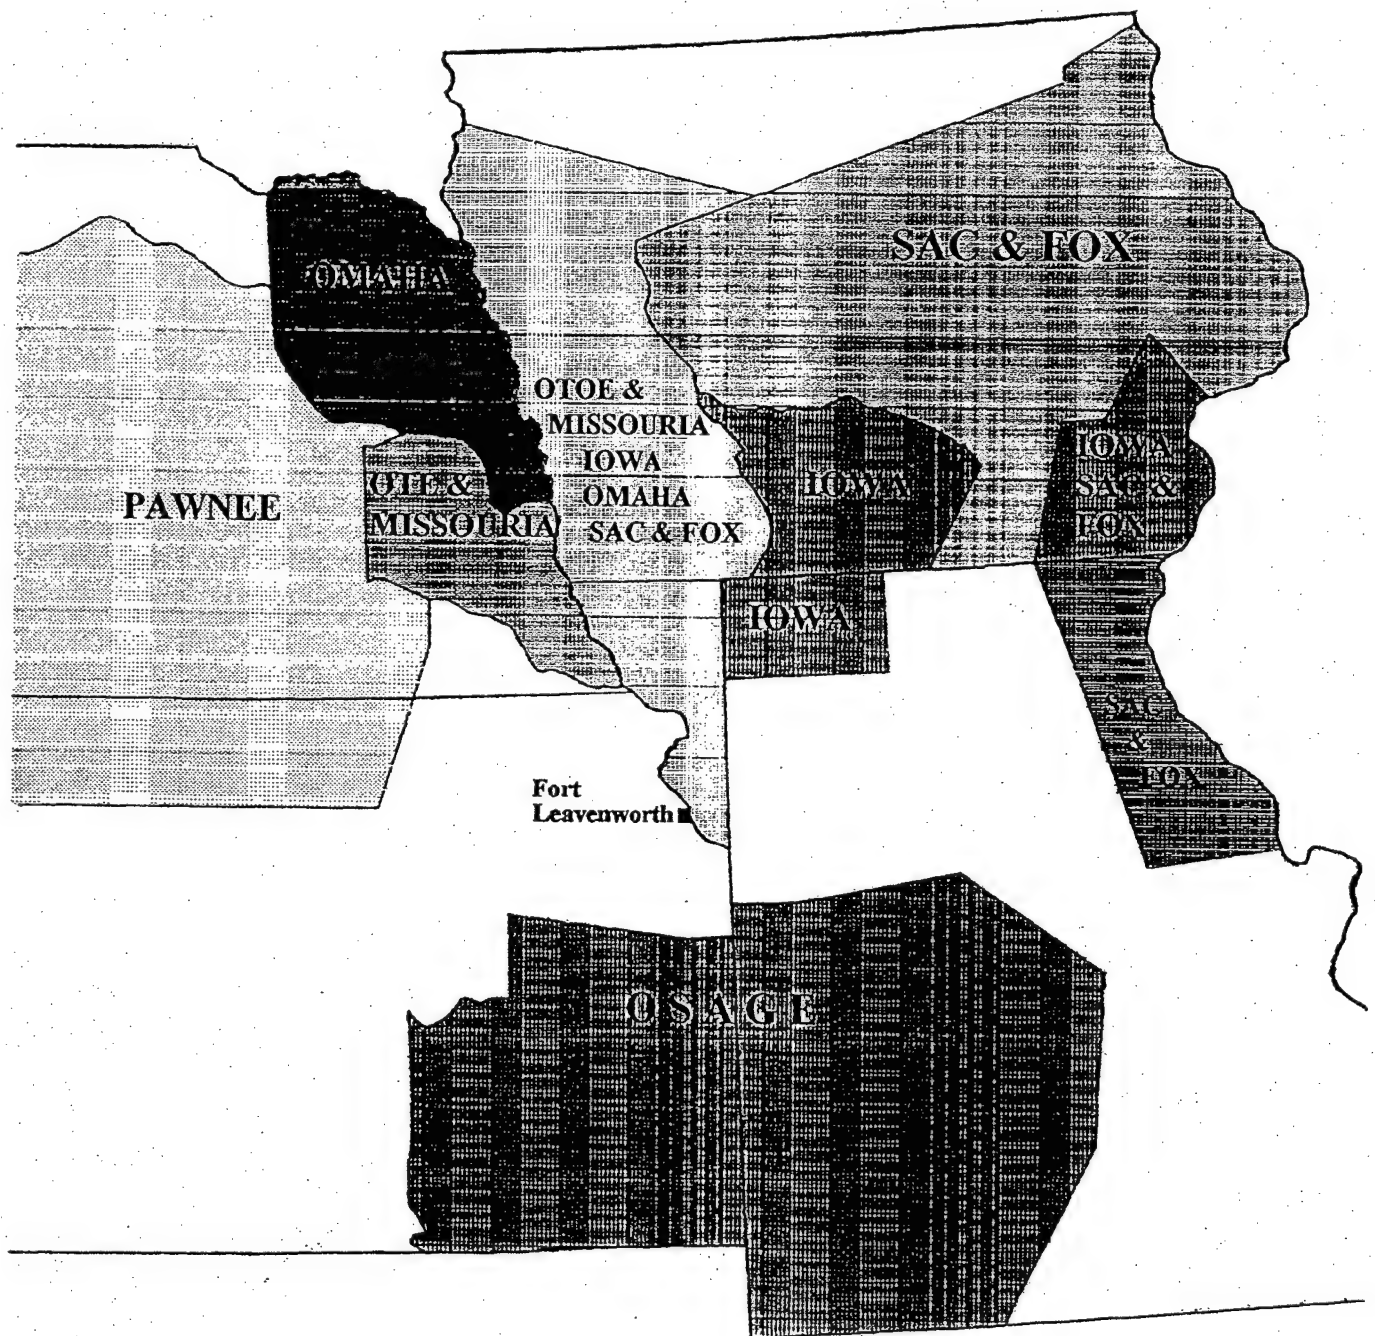 SAC & FOX
OMAHA
OTOE &
MISSOURIA
IOWA
OMAHA
SAC & FOX
PAWNEE
OTE &
MISSOURIA
IOWA
IOWA
SAC &
FOX
IOWA
SAC
&
FOX
Fort
Leavenworth
OSAGE